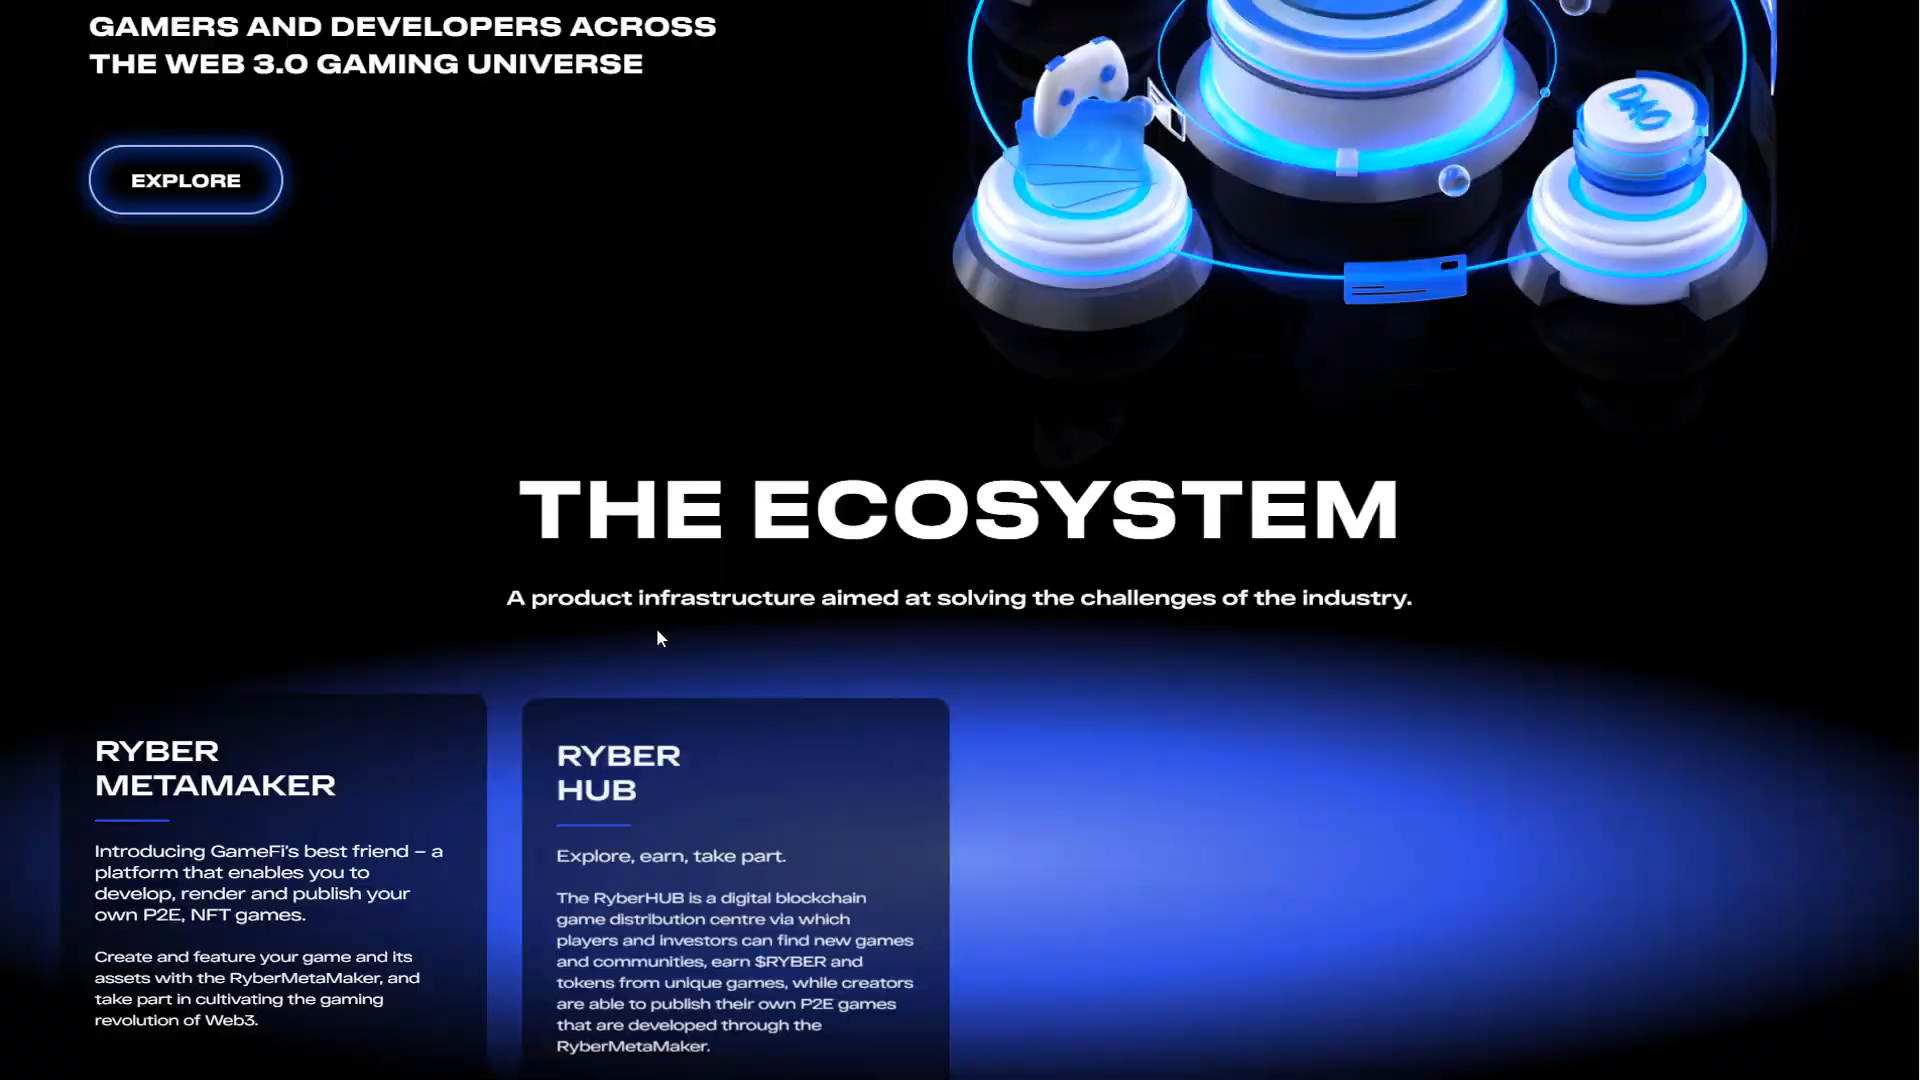 GAMERS AND DEVELOPERS ACROSS
THE WEB 3.0 GAMING UNIVERSE
EXPLORE
DAO
THE ECOSYSTEM
A product infrastructure aimed at solving the challenges of the industry.
RYBER
METAMAKER
Introducing GameFi's best friend – a
platform that enables you to
develop, render and publish your
own P2E, NFT games.
Create and feature your game and its
assets with the RyberMetaMaker, and
take part in cultivating the gaming
revolution of Web3.
RYBER
HUB
Explore, earn, take part.
The RyberHUB is a digital blockchain
game distribution centre via which
players and investors can find new games
and communities, earn $RYBER and
tokens from unique games, while creators
are able to publish their own P2E games
that are developed through the
RyberMetaMaker.